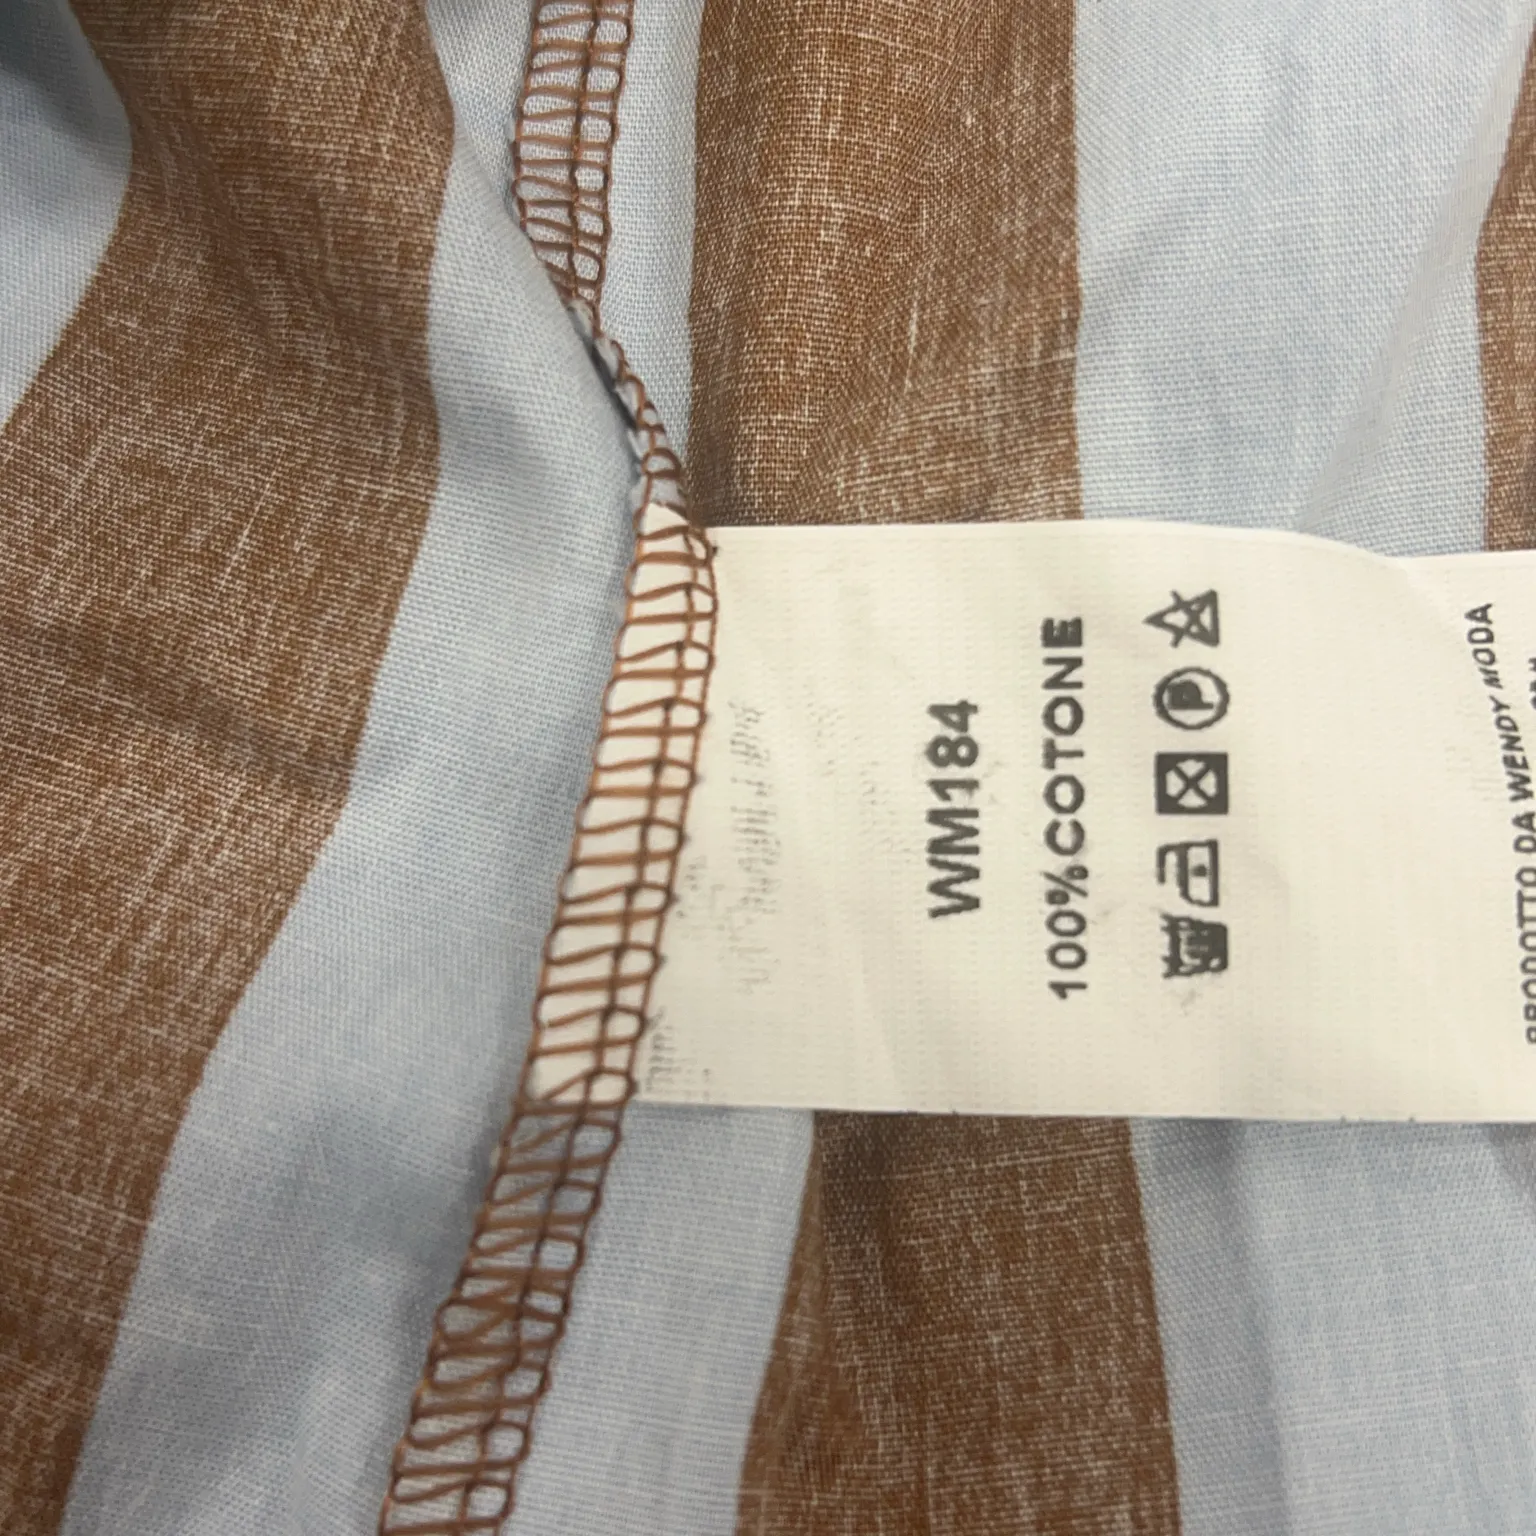 WM184
100%COTONE
P
PRODOTTO DA WENDY MODA